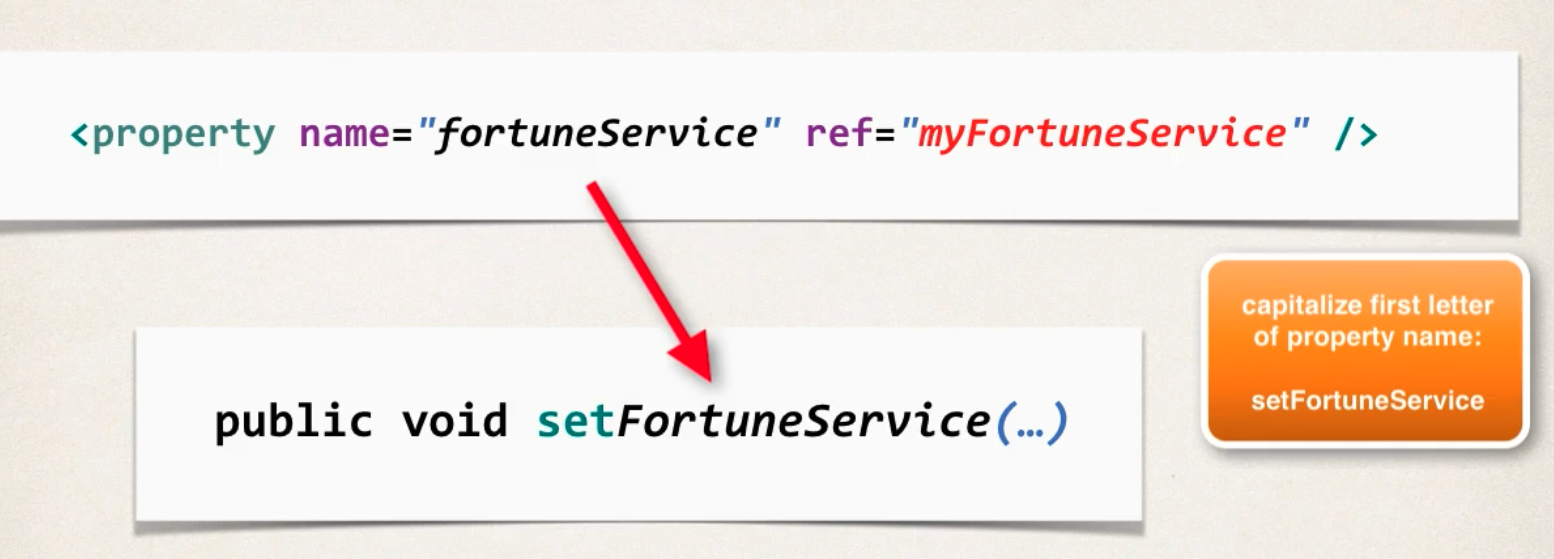 <property name="fortuneService" ref="myFortuneService" />
public void setFortuneService(…)
capitalize first letter
of property name:
setFortuneService